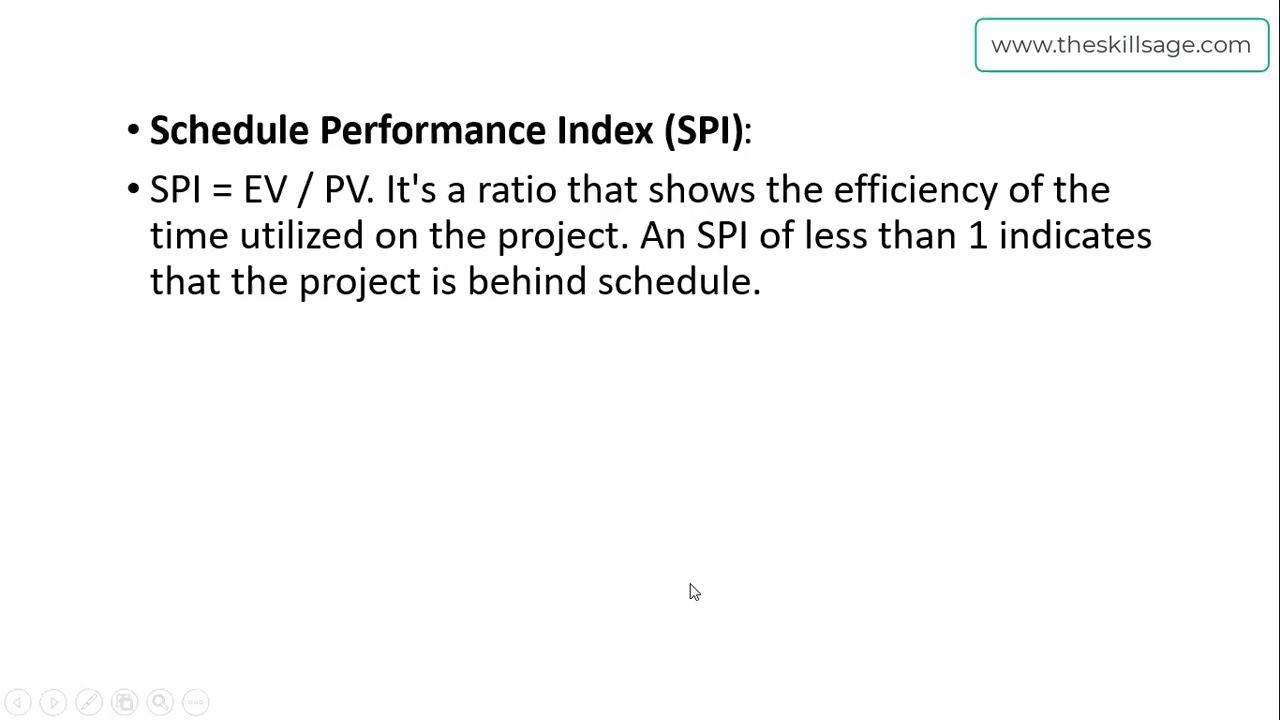 www.theskillsage.com
• Schedule Performance Index (SPI):
• SPI = EV / PV. It's a ratio that shows the efficiency of the
time utilized on the project. An SPI of less than 1 indicates
that the project is behind schedule.